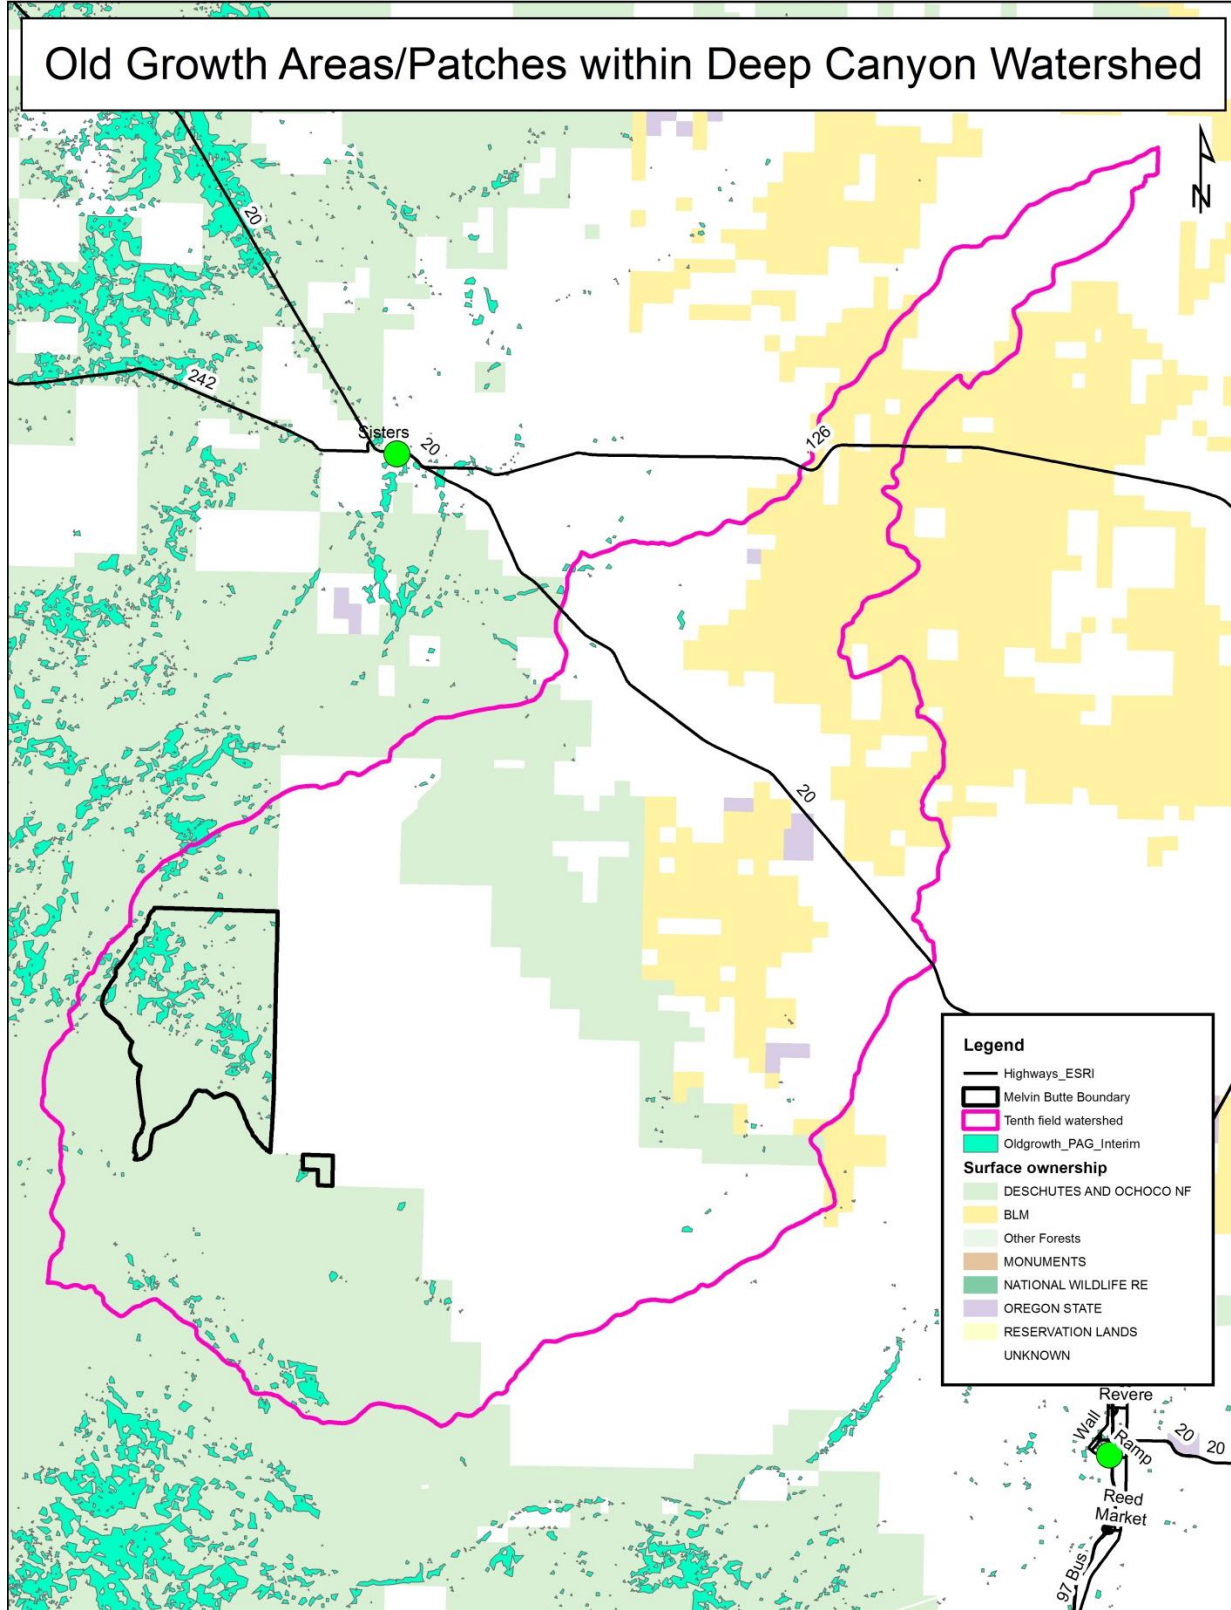 Old Growth Areas/Patches within Deep Canyon Watershed
N
20
242
Sisters
20
126
20
Legend
Highways_ESRI
Melvin Butte Boundary
Tenth field watershed
Oldgrowth_PAG_Interim
Surface ownership
DESCHUTES AND OCHOCO NF
BLM
Other Forests
MONUMENTS
NATIONAL WILDLIFE RE
OREGON STATE
RESERVATION LANDS
UNKNOWN
Revere
Wall
Ramp
20
20
Reed
Market
97 Bus